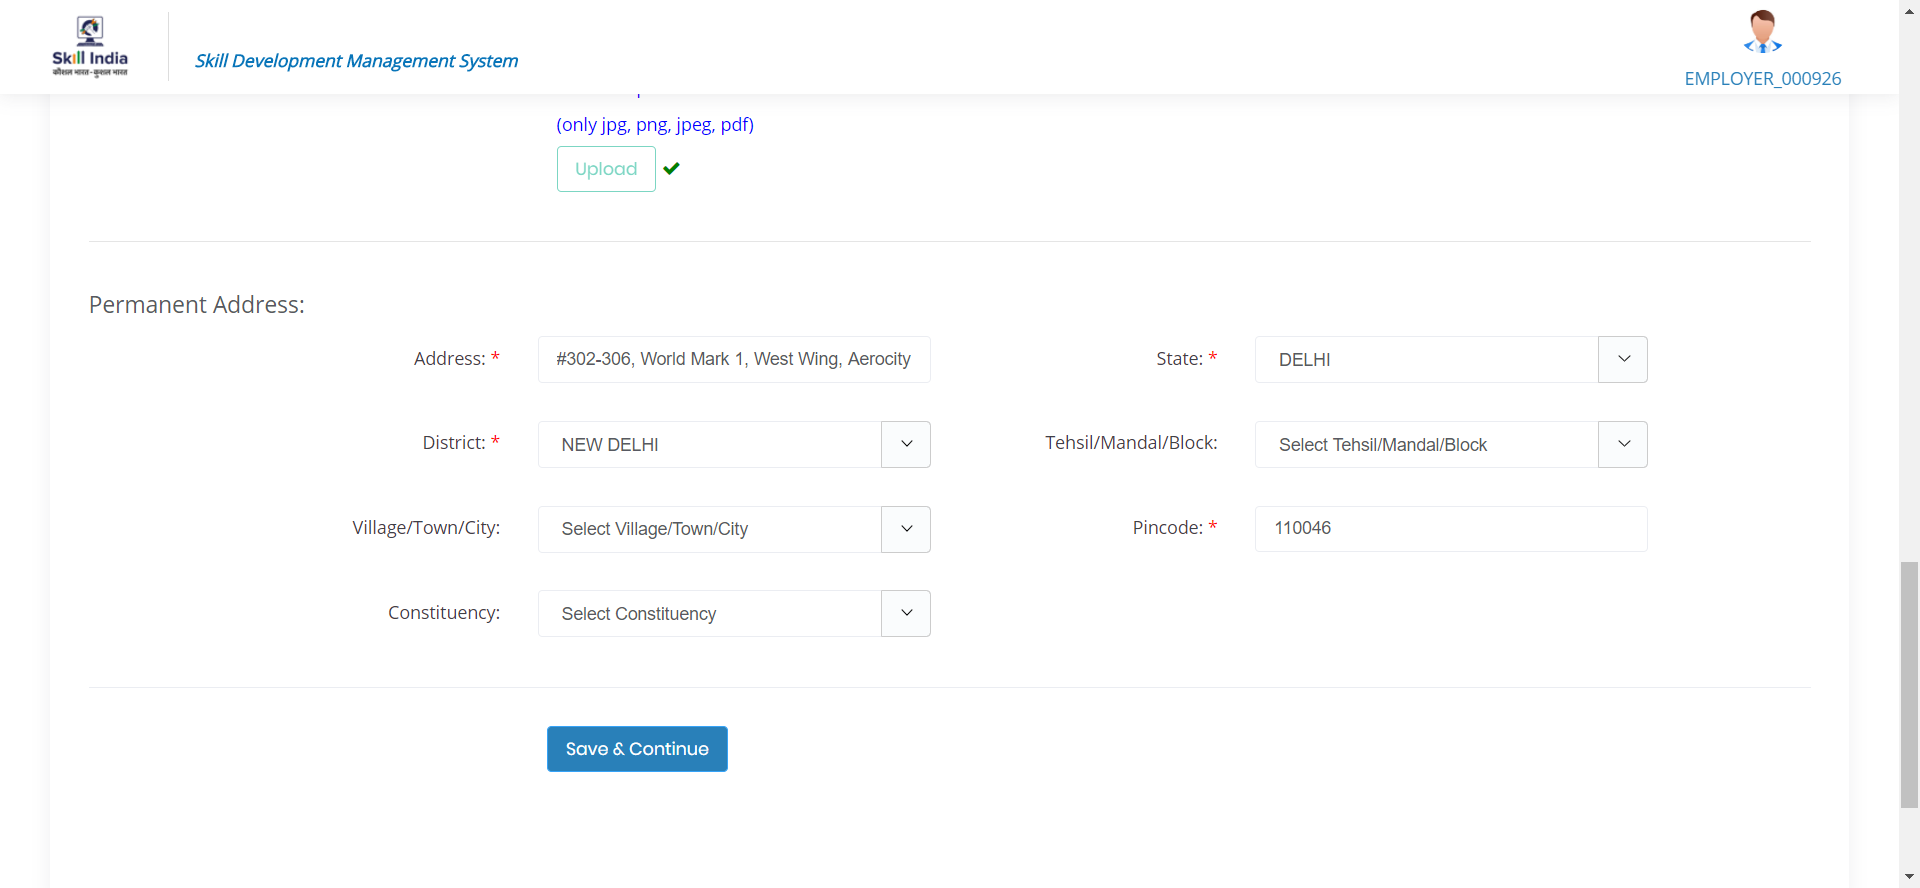 Skill India
कौशल भारत-कुशल भारत
Skill Development Management System
EMPLOYER_000926
(only jpg, png, jpeg, pdf)
Upload
Permanent Address:
Address: * #302-306, World Mark 1, West Wing, Aerocity
State: * DELHI
District: * NEW DELHI
Tehsil/Mandal/Block: Select Tehsil/Mandal/Block
Village/Town/City: Select Village/Town/City
Pincode: * 110046
Constituency: Select Constituency
Save & Continue